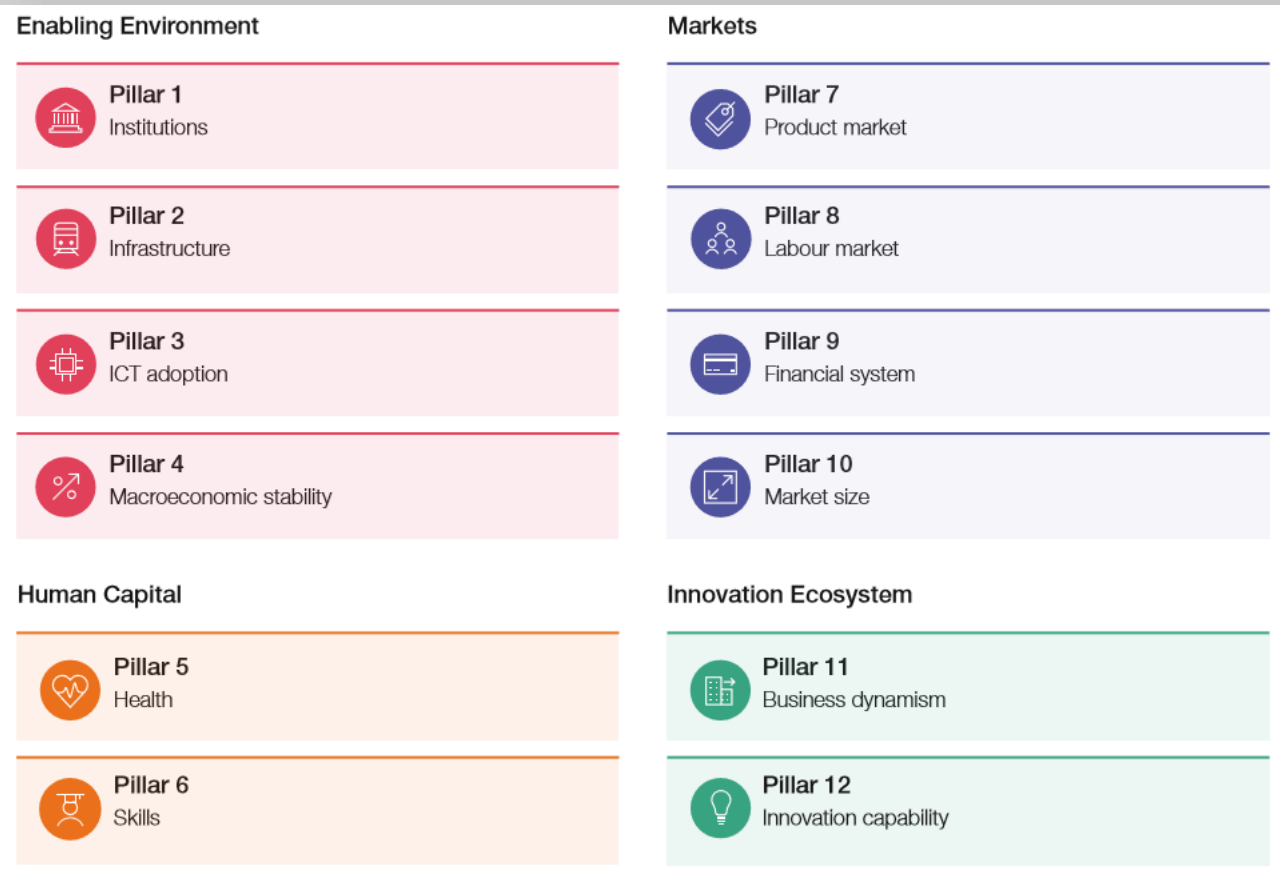 Enabling Environment
Pillar 1
Institutions
Pillar 2
Infrastructure
Pillar 3
ICT adoption
Pillar 4
Macroeconomic stability
Human Capital
Pillar 5
Health
Pillar 6
Skills
Markets
Pillar 7
Product market
Pillar 8
Labour market
Pillar 9
Financial system
Pillar 10
Market size
Innovation Ecosystem
Pillar 11
Business dynamism
Pillar 12
Innovation capability